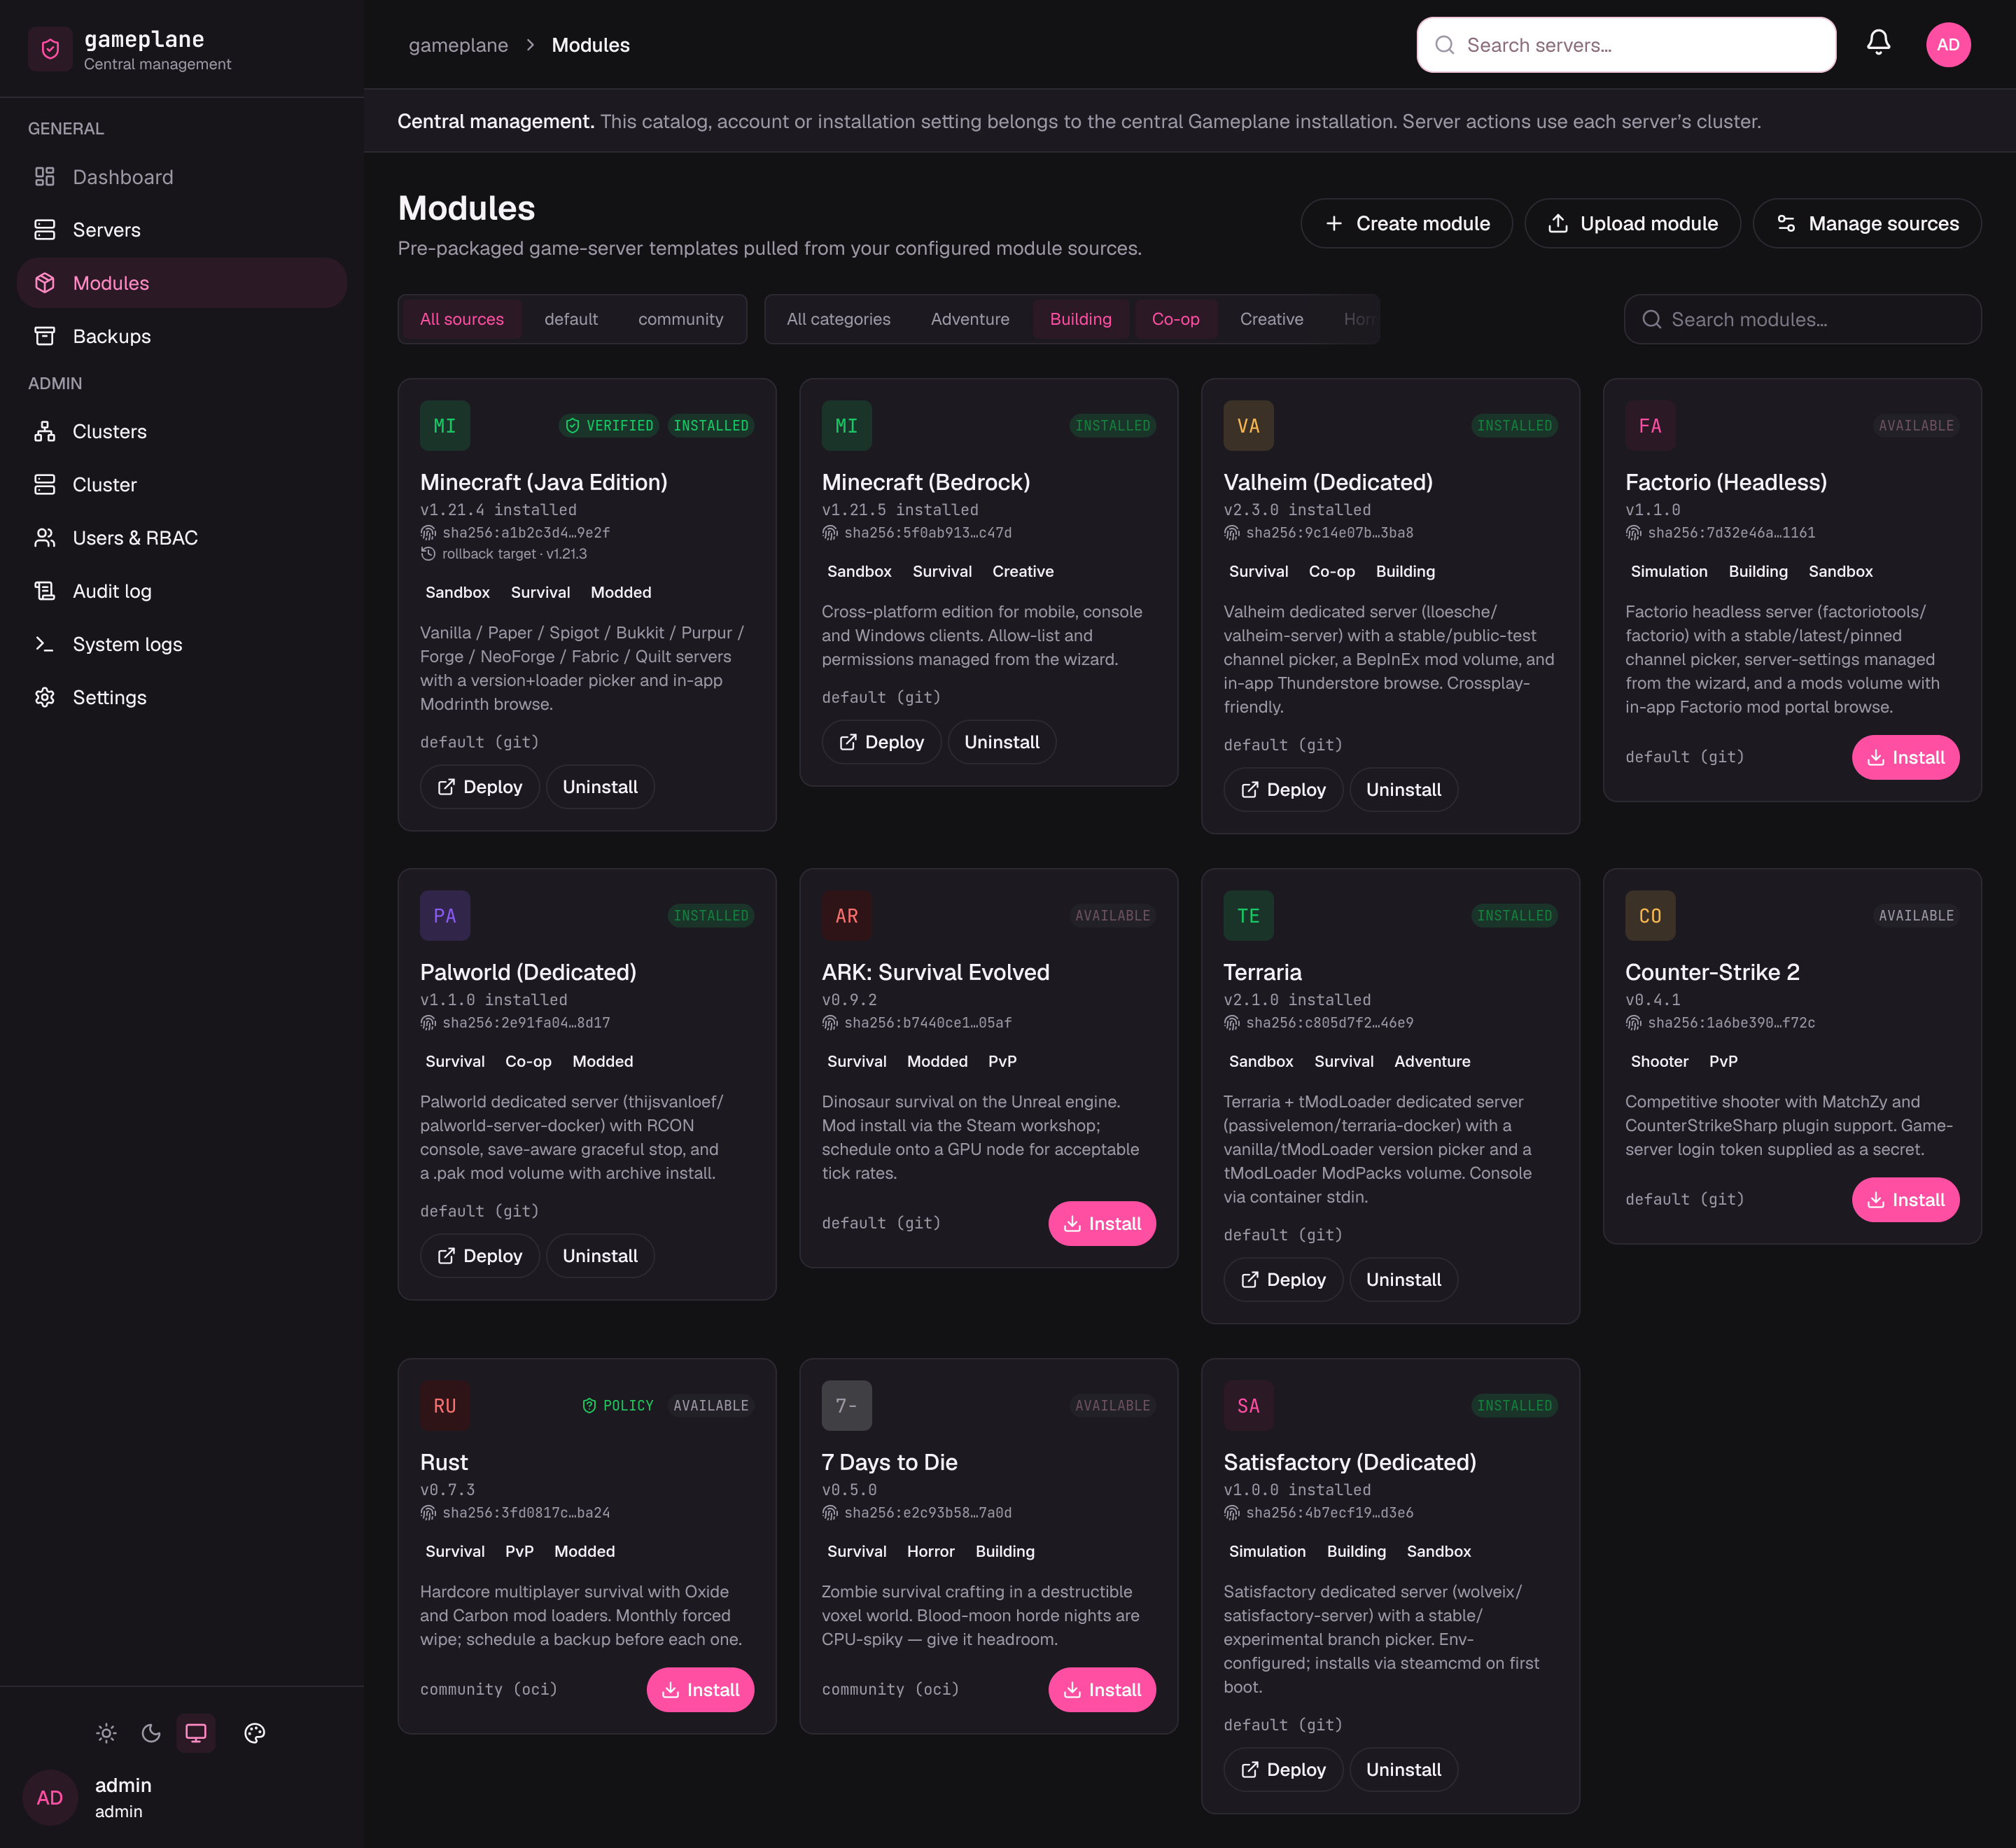 gameplane
Central management
GENERAL
Dashboard
Servers
Modules
Backups
ADMIN
Clusters
Cluster
Users & RBAC
Audit log
System logs
Settings
AD
admin
admin
gameplane
Modules
Search servers…
AD
Central management. This catalog, account or installation setting belongs to the central Gameplane installation. Server actions use each server’s cluster.
Modules
Pre-packaged game-server templates pulled from your configured module sources.
Create module
Upload module
Manage sources
All sources
default
community
All categories
Adventure
Building
Co-op
Creative
Search modules…
MI
VERIFIED
INSTALLED
Minecraft (Java Edition)
v1.21.4 installed
sha256:a1b2c3d4…9e2f
rollback target · v1.21.3
Sandbox Survival Modded
Vanilla / Paper / Spigot / Bukkit / Purpur /
Forge / NeoForge / Fabric / Quilt servers
with a version+loader picker and in-app
Modrinth browse.
default (git)
Deploy
Uninstall
MI
INSTALLED
Minecraft (Bedrock)
v1.21.5 installed
sha256:5f0ab913…c47d
Sandbox Survival Creative
Cross-platform edition for mobile, console
and Windows clients. Allow-list and
permissions managed from the wizard.
default (git)
Deploy
Uninstall
VA
INSTALLED
Valheim (Dedicated)
v2.3.0 installed
sha256:9c14e07b…3ba8
Survival Co-op Building
Valheim dedicated server (lloesche/
valheim-server) with a stable/public-test
channel picker, a BepInEx mod volume, and
in-app Thunderstore browse. Crossplay-
friendly.
default (git)
Deploy
Uninstall
FA
AVAILABLE
Factorio (Headless)
v1.1.0
sha256:7d32e46a…1161
Simulation Building Sandbox
Factorio headless server (factoriotools/
factorio) with a stable/latest/pinned
channel picker, server-settings managed
from the wizard, and a mods volume with
in-app Factorio mod portal browse.
default (git)
Install
PA
INSTALLED
Palworld (Dedicated)
v1.1.0 installed
sha256:2e91fa04…8d17
Survival Co-op Modded
Palworld dedicated server (thijsvanloef/
palworld-server-docker) with RCON
console, save-aware graceful stop, and
a .pak mod volume with archive install.
default (git)
Deploy
Uninstall
AR
AVAILABLE
ARK: Survival Evolved
v0.9.2
sha256:b7440ce1…05af
Survival Modded PvP
Dinosaur survival on the Unreal engine.
Mod install via the Steam workshop;
schedule onto a GPU node for acceptable
tick rates.
default (git)
Install
TE
INSTALLED
Terraria
v2.1.0 installed
sha256:c805d7f2…46e9
Sandbox Survival Adventure
Terraria + tModLoader dedicated server
(passivelemon/terraria-docker) with a
vanilla/tModLoader version picker and a
tModLoader ModPacks volume. Console
via container stdin.
default (git)
Deploy
Uninstall
CO
AVAILABLE
Counter-Strike 2
v0.4.1
sha256:1a6be390…f72c
Shooter PvP
Competitive shooter with MatchZy and
CounterStrikeSharp plugin support. Game-
server login token supplied as a secret.
default (git)
Install
RU
POLICY
AVAILABLE
Rust
v0.7.3
sha256:3fd0817c…ba24
Survival PvP Modded
Hardcore multiplayer survival with Oxide
and Carbon mod loaders. Monthly forced
wipe; schedule a backup before each one.
community (oci)
Install
7-
AVAILABLE
7 Days to Die
v0.5.0
sha256:e2c93b58…7a0d
Survival Horror Building
Zombie survival crafting in a destructible
voxel world. Blood-moon horde nights are
CPU-spiky — give it headroom.
community (oci)
Install
SA
INSTALLED
Satisfactory (Dedicated)
v1.0.0 installed
sha256:4b7ecf19…d3e6
Simulation Building Sandbox
Satisfactory dedicated server (wolveix/
satisfactory-server) with a stable/
experimental branch picker. Env-
configured; installs via steamcmd on first
boot.
default (git)
Deploy
Uninstall